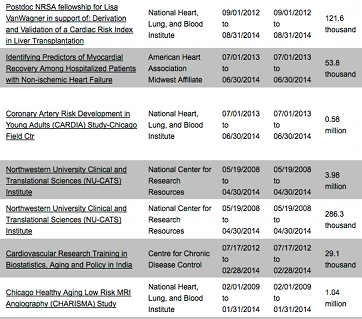 Postdoc NRSA fellowship for Lisa VanWagner in support of: Derivation and Validation of a Cardiac Risk Index in Liver Transplantation
National Heart, Lung, and Blood Institute
09/01/2012 to 08/31/2014
09/01/2012 to 08/31/2014
121.6 thousand
Identifying Predictors of Myocardial Recovery Among Hospitalized Patients with Non-ischemic Heart Failure
American Heart Association Midwest Affiliate
07/01/2013 to 06/30/2014
07/01/2013 to 06/30/2014
53.8 thousand
Coronary Artery Risk Development in Young Adults (CARDIA) Study-Chicago Field Ctr
National Heart, Lung, and Blood Institute
07/01/2013 to 06/30/2014
07/01/2013 to 06/30/2014
0.58 million
Northwestern University Clinical and Translational Sciences (NU-CATS) Institute
National Center for Research Resources
05/19/2008 to 04/30/2014
05/19/2008 to 04/30/2014
3.98 million
Northwestern University Clinical and Translational Sciences (NU-CATS) Institute
National Center for Research Resources
05/19/2008 to 04/30/2014
05/19/2008 to 04/30/2014
286.3 thousand
Cardiovascular Research Training in Biostatistics, Aging and Policy in India
Centre for Chronic Disease Control
07/17/2012 to 02/28/2014
07/17/2012 to 02/28/2014
29.1 thousand
Chicago Healthy Aging Low Risk MRI Angiography (CHARISMA) Study
National Heart, Lung, and Blood Institute
02/01/2009 to 01/31/2014
02/01/2009 to 01/31/2014
1.04 million